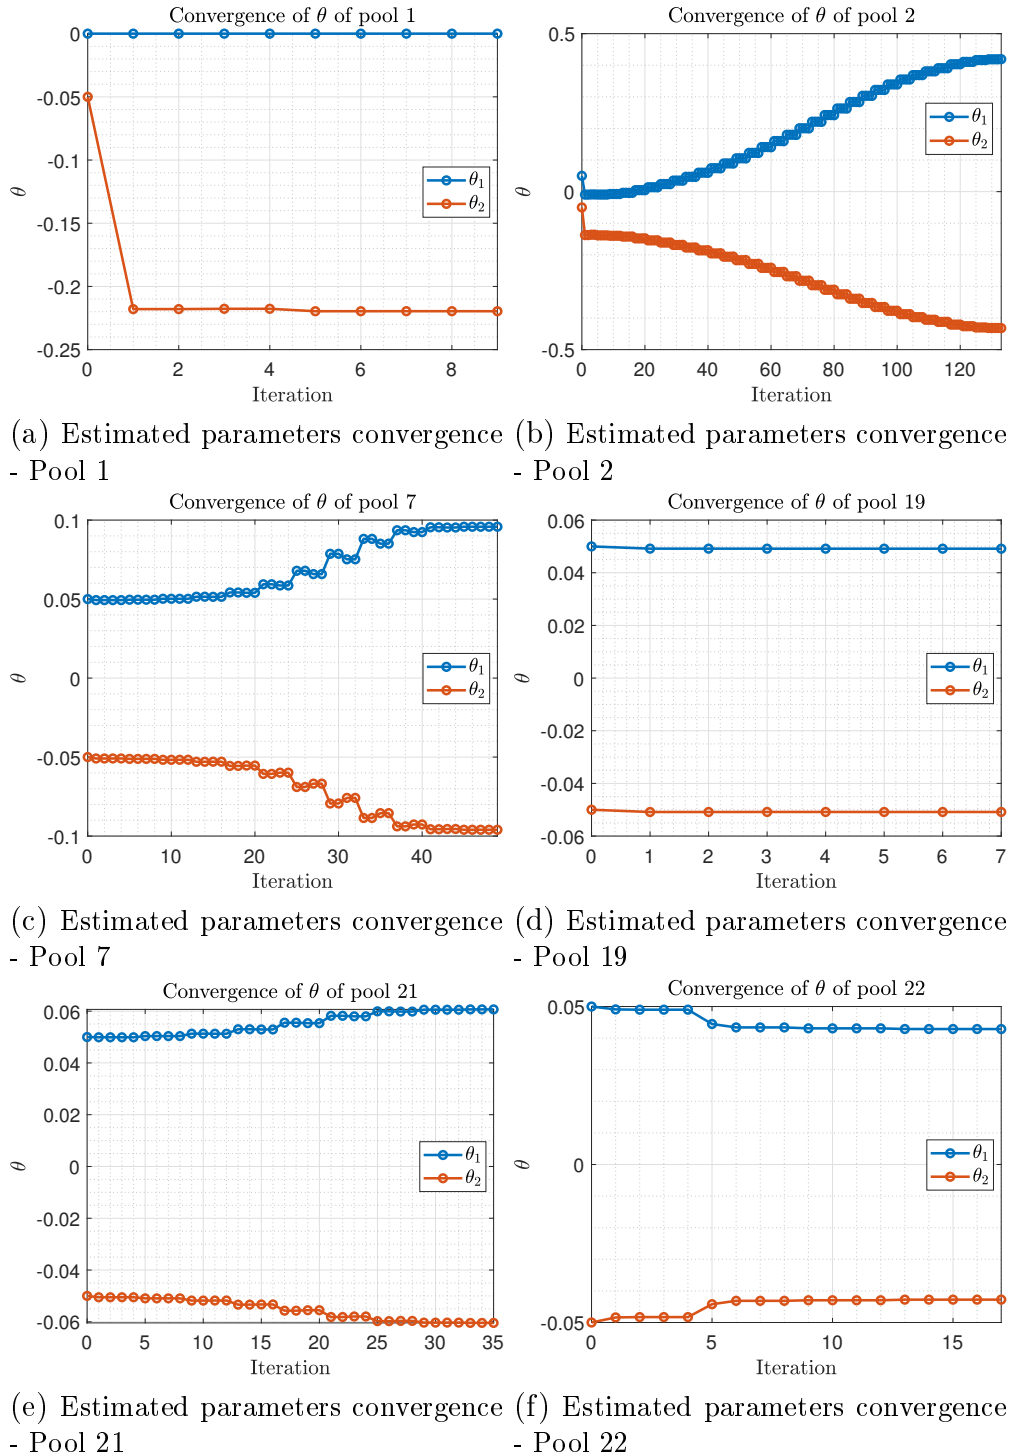 Convergence of θ of pool 1
0
-0.05
-0.1
-0.15
-0.2
-0.25
θ
θ1
θ2
0 2 4 6 8
Iteration
(a) Estimated parameters convergence
- Pool 1
Convergence of θ of pool 2
0.5
0
-0.5
θ
θ1
θ2
0 20 40 60 80 100 120
Iteration
(b) Estimated parameters convergence
- Pool 2
Convergence of θ of pool 7
0.1
0.05
0
-0.05
-0.1
θ
θ1
θ2
0 10 20 30 40
Iteration
(c) Estimated parameters convergence
- Pool 7
Convergence of θ of pool 19
0.06
0.04
0.02
0
-0.02
-0.04
-0.06
θ
θ1
θ2
0 1 2 3 4 5 6 7
Iteration
(d) Estimated parameters convergence
- Pool 19
Convergence of θ of pool 21
0.06
0.04
0.02
0
-0.02
-0.04
-0.06
θ
θ1
θ2
0 5 10 15 20 25 30 35
Iteration
(e) Estimated parameters convergence
- Pool 21
Convergence of θ of pool 22
0.05
0
-0.05
θ
θ1
θ2
0 5 10 15
Iteration
(f) Estimated parameters convergence
- Pool 22